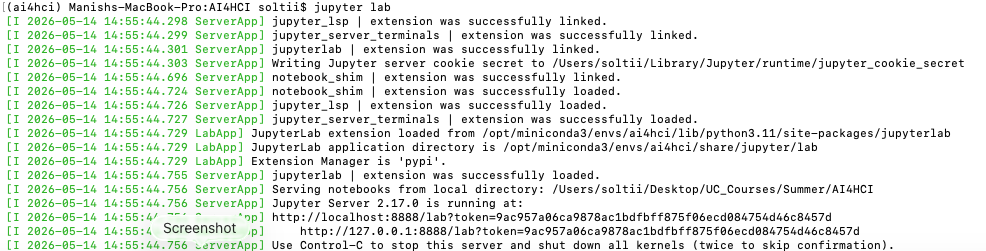 [(ai4hci) Manishs-MacBook-Pro:AI4HCI soltii$ jupyter lab
[I 2026-05-14 14:55:44.298 ServerApp] jupyter_lsp | extension was successfully linked.
[I 2026-05-14 14:55:44.299 ServerApp] jupyter_server_terminals | extension was successfully linked.
[I 2026-05-14 14:55:44.301 ServerApp] jupyterlab | extension was successfully linked.
[I 2026-05-14 14:55:44.303 ServerApp] Writing Jupyter server cookie secret to /Users/soltii/Library/Jupyter/runtime/jupyter_cookie_secret
[I 2026-05-14 14:55:44.696 ServerApp] notebook_shim | extension was successfully linked.
[I 2026-05-14 14:55:44.724 ServerApp] notebook_shim | extension was successfully loaded.
[I 2026-05-14 14:55:44.726 ServerApp] jupyter_lsp | extension was successfully loaded.
[I 2026-05-14 14:55:44.727 ServerApp] jupyter_server_terminals | extension was successfully loaded.
[I 2026-05-14 14:55:44.729 LabApp] JupyterLab extension loaded from /opt/miniconda3/envs/ai4hci/lib/python3.11/site-packages/jupyterlab
[I 2026-05-14 14:55:44.729 LabApp] JupyterLab application directory is /opt/miniconda3/envs/ai4hci/share/jupyter/lab
[I 2026-05-14 14:55:44.729 LabApp] Extension Manager is 'pypi'.
[I 2026-05-14 14:55:44.755 ServerApp] jupyterlab | extension was successfully loaded.
[I 2026-05-14 14:55:44.756 ServerApp] Serving notebooks from local directory: /Users/soltii/Desktop/UC_Courses/Summer/AI4HCI
[I 2026-05-14 14:55:44.756 ServerApp] Jupyter Server 2.17.0 is running at:
[I 2026-05-14 14:55:44.756 ServerApp] http://localhost:8888/lab?token=9ac957a06ca9878ac1bdfbff875f06ecd084754d46c8457d
[I 2026-05-14 14:55: Screenshot]     http://127.0.0.1:8888/lab?token=9ac957a06ca9878ac1bdfbff875f06ecd084754d46c8457d
[I 2026-05-14 14:55:44.756 ServerApp] Use Control-C to stop this server and shut down all kernels (twice to skip confirmation).